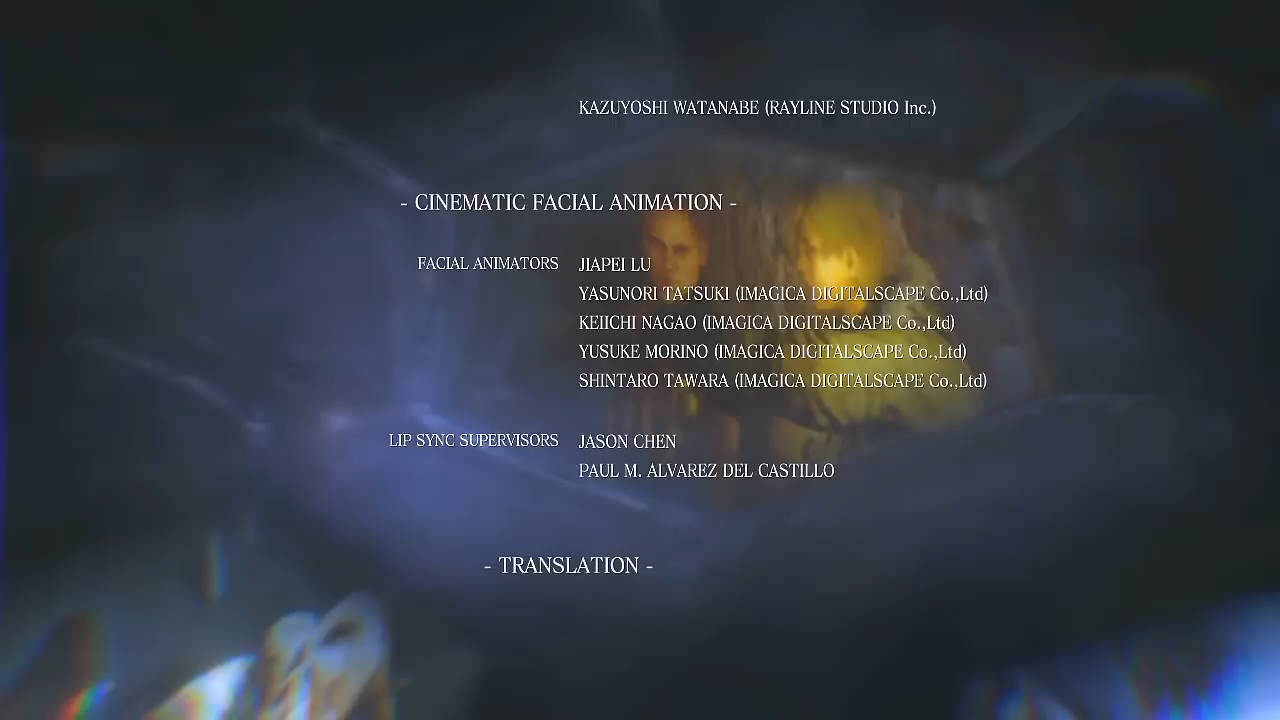 KAZUYOSHI WATANABE (RAYLINE STUDIO Inc.)
- CINEMATIC FACIAL ANIMATION -
FACIAL ANIMATORS JIAPEI LU
YASUNORI TATSUKI (IMAGICA DIGITALSCAPE Co.,Ltd)
KEIICHI NAGAO (IMAGICA DIGITALSCAPE Co.,Ltd)
YUSUKE MORINO (IMAGICA DIGITALSCAPE Co.,Ltd)
SHINTARO TAWARA (IMAGICA DIGITALSCAPE Co.,Ltd)
LIP SYNC SUPERVISORS JASON CHEN
PAUL M. ALVAREZ DEL CASTILLO
- TRANSLATION -